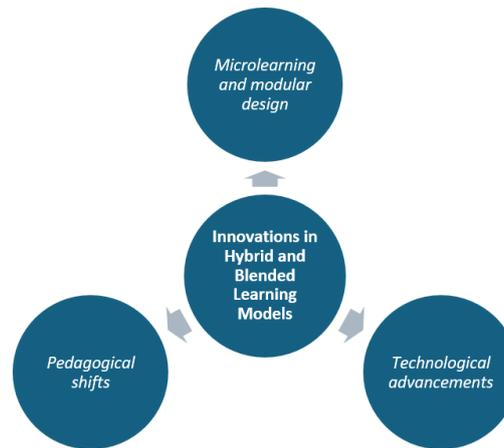 Microlearning
and modular
design
Innovations in
Hybrid and
Blended
Learning
Models
Pedagogical
shifts
Technological
advancements